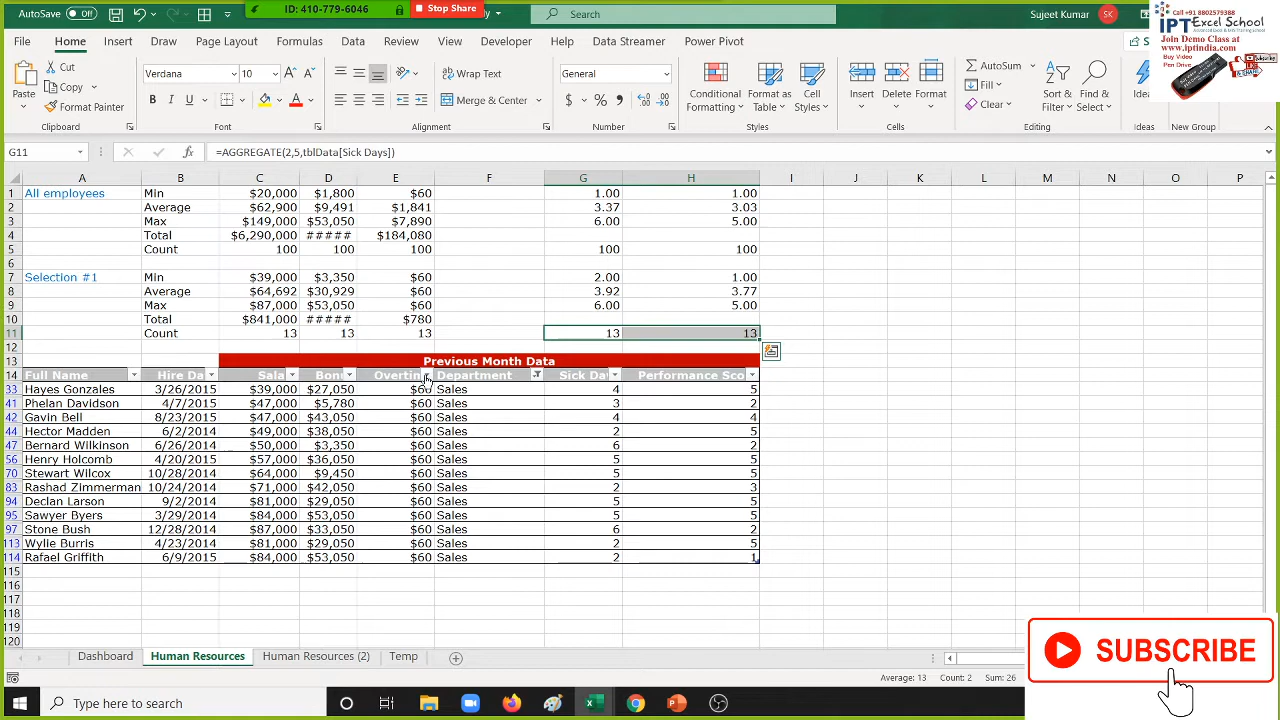 AutoSave Off
ID: 410-779-6046
Stop Share
Search
Sujeet Kumar SK
Call +91 8802579388
IPT Excel School
Join Demo Class at
www.iptindia.com
Buy Video
Pen Drive
File Home Insert Draw Page Layout Formulas Data Review View Developer Help Data Streamer Power Pivot
Cut
Copy
Format Painter
Paste
Clipboard
Verdana 10
B I U
Font
Wrap Text
Merge & Center
Alignment
General
$ % ,
Number
Conditional Formatting
Format as Table
Cell Styles
Styles
Insert Delete Format
Cells
AutoSum
Fill
Clear
Sort & Filter
Find & Select
Editing
Ideas
Ideas
New Group
G11 fx =AGGREGATE(2,5,tblData[Sick Days])
A B C D E F G H I J K L M N O P
1 All employees Min $20,000 $1,800 $60 1.00 1.00
2 Average $62,900 $9,491 $1,841 3.37 3.03
3 Max $149,000 $53,050 $7,890 6.00 5.00
4 Total $6,290,000 ##### $184,080
5 Count 100 100 100 100 100
6
7 Selection #1 Min $39,000 $3,350 $60 2.00 1.00
8 Average $64,692 $30,929 $60 3.92 3.77
9 Max $87,000 $53,050 $60 6.00 5.00
10 Total $841,000 ##### $780
11 Count 13 13 13 13 13
12
13 Previous Month Data
14 Full Name Hire Da Sala Bon Overtin Department Sick Da Performance Sco
33 Hayes Gonzales 3/26/2015 $39,000 $27,050 $60 Sales 4 5
41 Phelan Davidson 4/7/2015 $47,000 $5,780 $60 Sales 3 2
42 Gavin Bell 8/23/2015 $47,000 $43,050 $60 Sales 4 4
44 Hector Madden 6/2/2014 $49,000 $38,050 $60 Sales 2 5
47 Bernard Wilkinson 6/26/2014 $50,000 $3,350 $60 Sales 6 2
56 Henry Holcomb 4/20/2015 $57,000 $36,050 $60 Sales 5 5
70 Stewart Wilcox 10/28/2014 $64,000 $9,450 $60 Sales 5 5
83 Rashad Zimmerman 10/24/2014 $71,000 $42,050 $60 Sales 2 3
94 Declan Larson 9/2/2014 $81,000 $29,050 $60 Sales 5 5
95 Sawyer Byers 3/29/2014 $84,000 $53,050 $60 Sales 5 5
97 Stone Bush 12/28/2014 $87,000 $33,050 $60 Sales 6 2
113 Wylie Burris 4/23/2014 $81,000 $29,050 $60 Sales 2 5
114 Rafael Griffith 6/9/2015 $84,000 $53,050 $60 Sales 2 1
115
116
117
118
119
120
Dashboard Human Resources Human Resources (2) Temp
Average: 13 Count: 2 Sum: 26
SUBSCRIBE
Type here to search